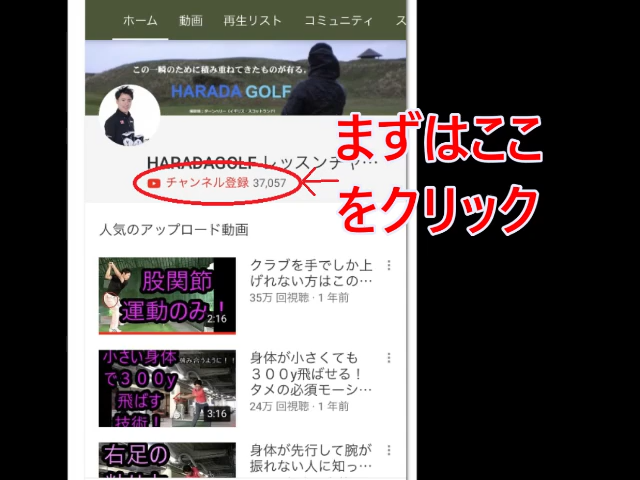 ホーム 動画 再生リスト コミュニティ ス
この一瞬のために積み重ねてきたものが有る。
HARADA GOLF
HARADAGOLF レッスンチャ…
チャンネル登録 37,057
まずはここ
をクリック
人気のアップロード動画
股関節
運動のみ!
2:16
クラブを手でしか上
げれない方はこの…
35万 回視聴・1 年前
小さい身体
で300y
飛ばす
技術!
3:16
身体が小さくても
300y飛ばせる!
タメの必須モーシ…
24万 回視聴・1 年前
右足の
身体が先行して腕が
振れない人に知っ…